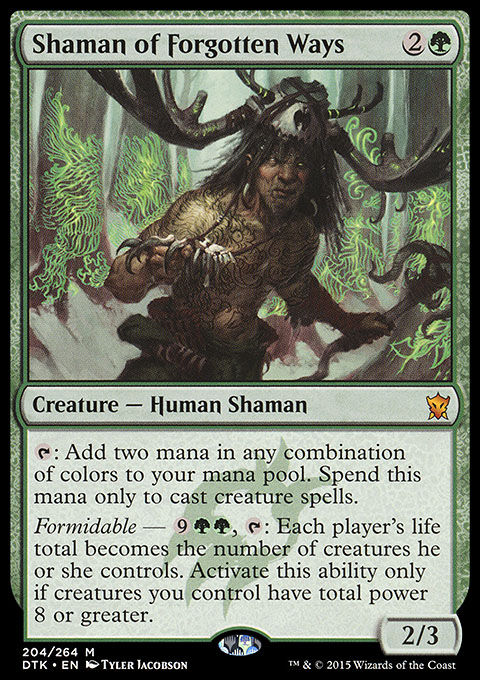 Shaman of Forgotten Ways 2
Creature — Human Shaman
: Add two mana in any combination
of colors to your mana pool. Spend this
mana only to cast creature spells.
Formidable — 9 , : Each player's life
total becomes the number of creatures he
or she controls. Activate this ability only
if creatures you control have total power
8 or greater.
2/3
204/264 M
DTK • EN Tyler Jacobson
™ & © 2015 Wizards of the Coast